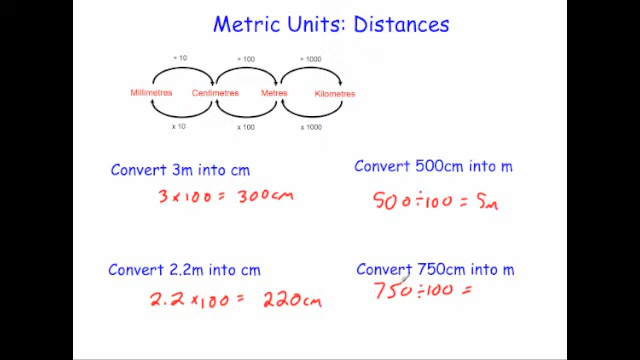 Metric Units: Distances
÷ 10 ÷ 100 ÷ 1000
Millimetres Centimetres Metres Kilometres
x 10 x 100 x 1000
Convert 3m into cm
3 x 100 = 300cm
Convert 500cm into m
500 ÷ 100 = 5m
Convert 2.2m into cm
2.2 x 100 = 220cm
Convert 750cm into m
750 ÷ 100 =